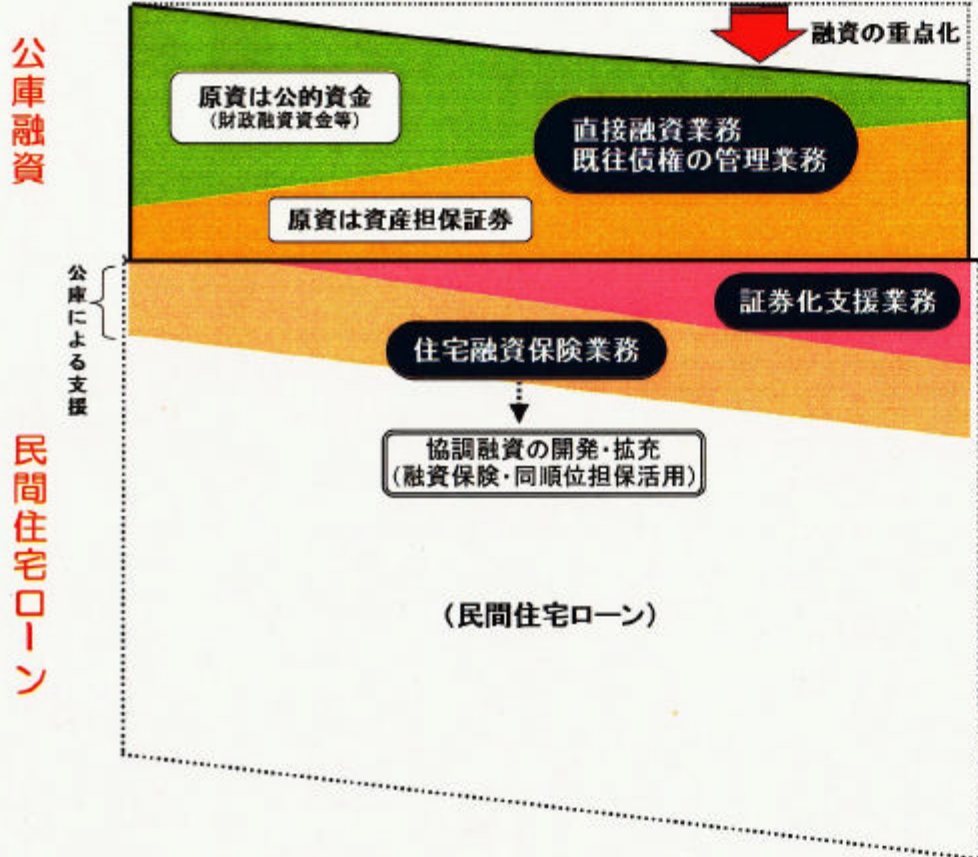 公庫融資
融資の重点化
原資は公的資金
(財政融資資金等)
直接融資業務
既往債権の管理業務
原資は資産担保証券
公庫による支援
証券化支援業務
住宅融資保険業務
協調融資の開発・拡充
(融資保険・同順位担保活用)
民間住宅ローン
(民間住宅ローン)